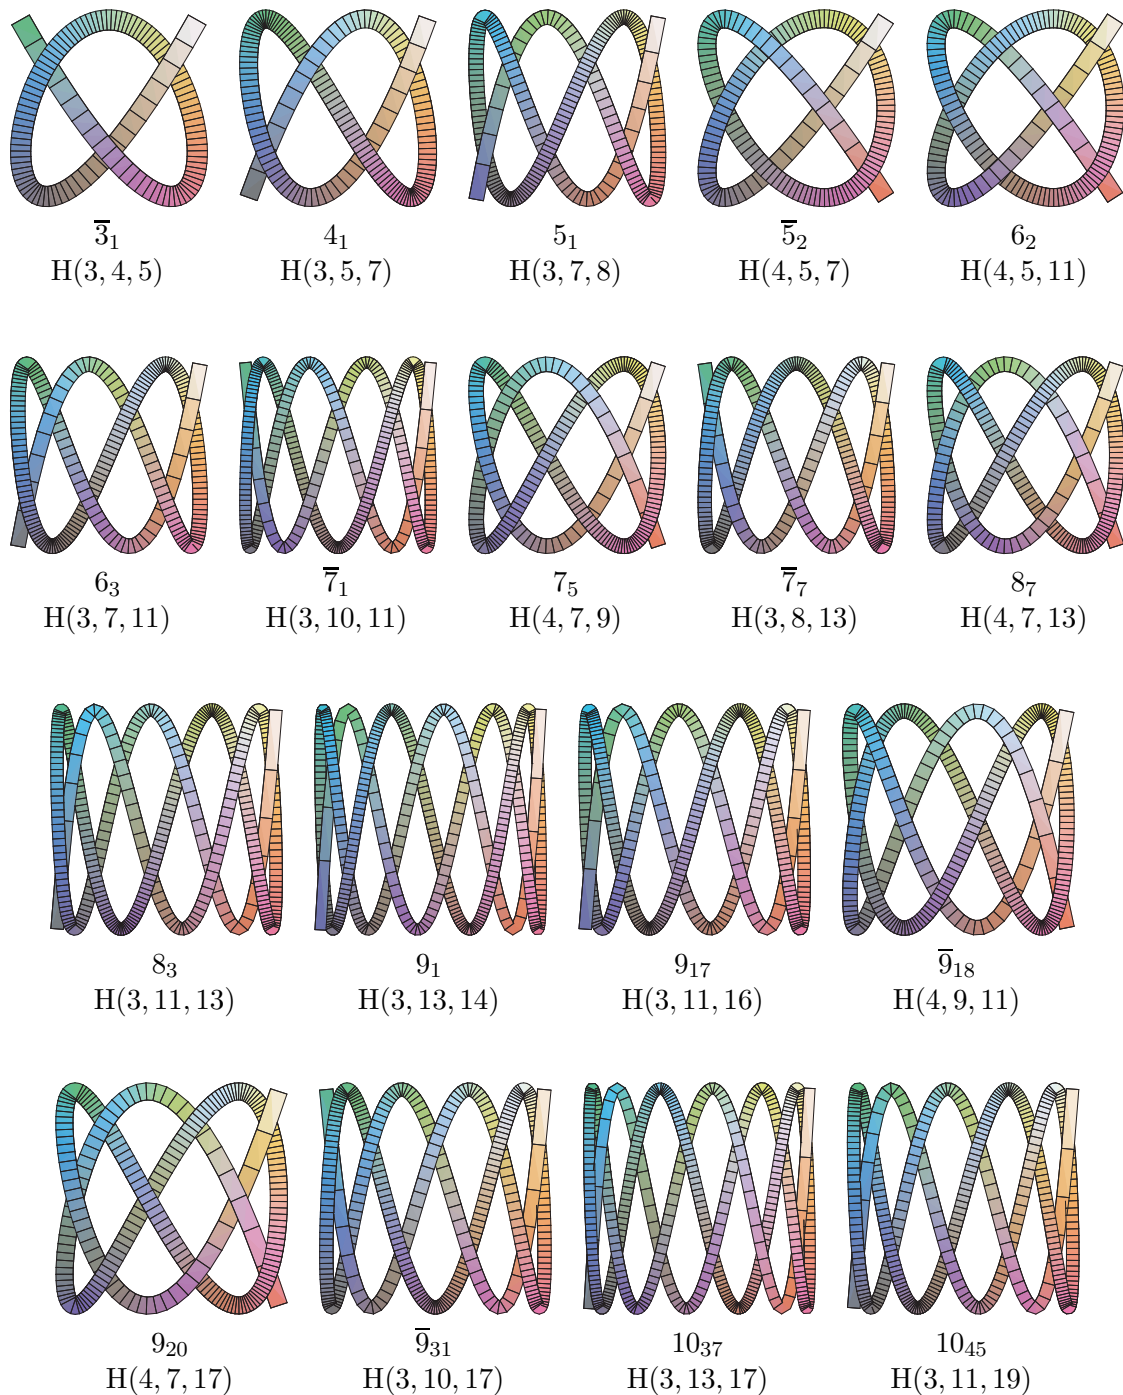 3̅₁ 4₁ 5₁ 5̅₂ 6₂
H(3, 4, 5) H(3, 5, 7) H(3, 7, 8) H(4, 5, 7) H(4, 5, 11)
6₃ 7̅₁ 7₅ 7̅₇ 8₇
H(3, 7, 11) H(3, 10, 11) H(4, 7, 9) H(3, 8, 13) H(4, 7, 13)
8₃ 9₁ 9₁₇ 9̅₁₈
H(3, 11, 13) H(3, 13, 14) H(3, 11, 16) H(4, 9, 11)
9₂₀ 9̅₃₁ 10₃₇ 10₄₅
H(4, 7, 17) H(3, 10, 17) H(3, 13, 17) H(3, 11, 19)